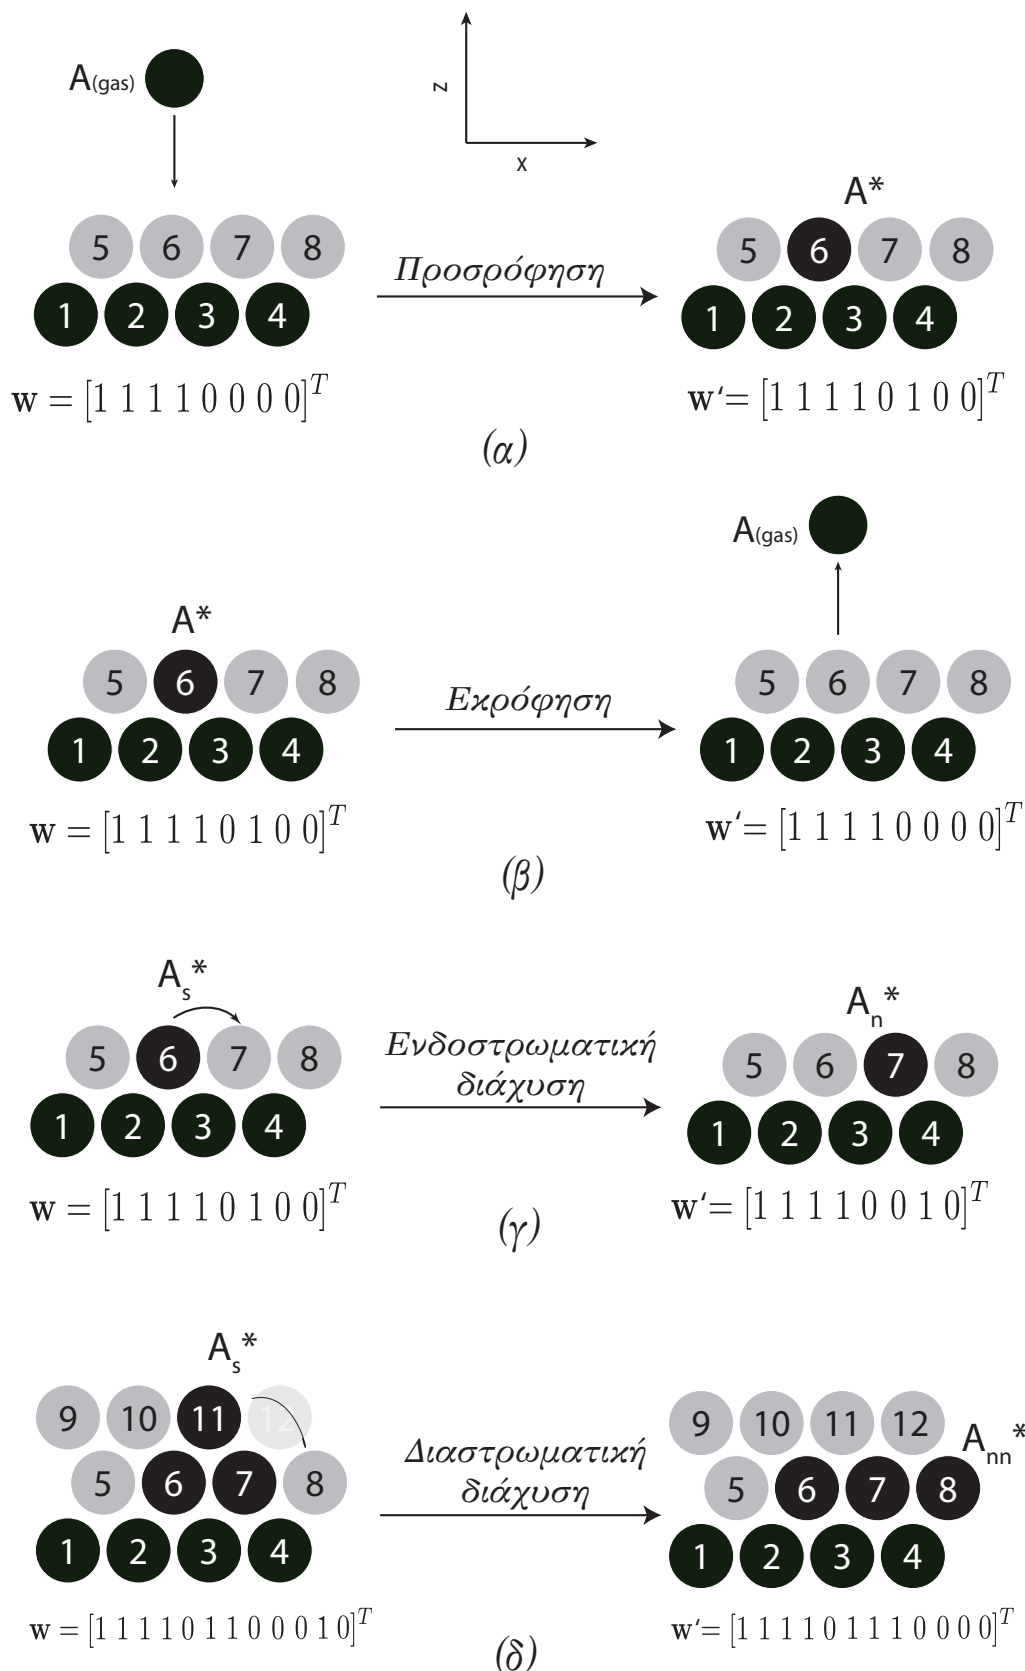 A(gas)
z
x
A*
5 6 7 8
1 2 3 4
Προσρόφηση
5 6 7 8
1 2 3 4
w = [1 1 1 1 0 0 0 0]^T
w'= [1 1 1 1 0 1 0 0]^T
(α)
A(gas)
A*
5 6 7 8
1 2 3 4
Εκρόφηση
5 6 7 8
1 2 3 4
w = [1 1 1 1 0 1 0 0]^T
w'= [1 1 1 1 0 0 0 0]^T
(β)
A_s*
5 6 7 8
1 2 3 4
Ενδοστρωματική
διάχυση
A_n*
5 6 7 8
1 2 3 4
w = [1 1 1 1 0 1 0 0]^T
w'= [1 1 1 1 0 0 1 0]^T
(γ)
A_s*
9 10 11 12
5 6 7 8
1 2 3 4
Διαστρωματική
διάχυση
9 10 11 12
A_nn*
5 6 7 8
1 2 3 4
w = [1 1 1 1 0 1 1 0 0 0 1 0]^T
w'= [1 1 1 1 0 1 1 1 0 0 0 0]^T
(δ)